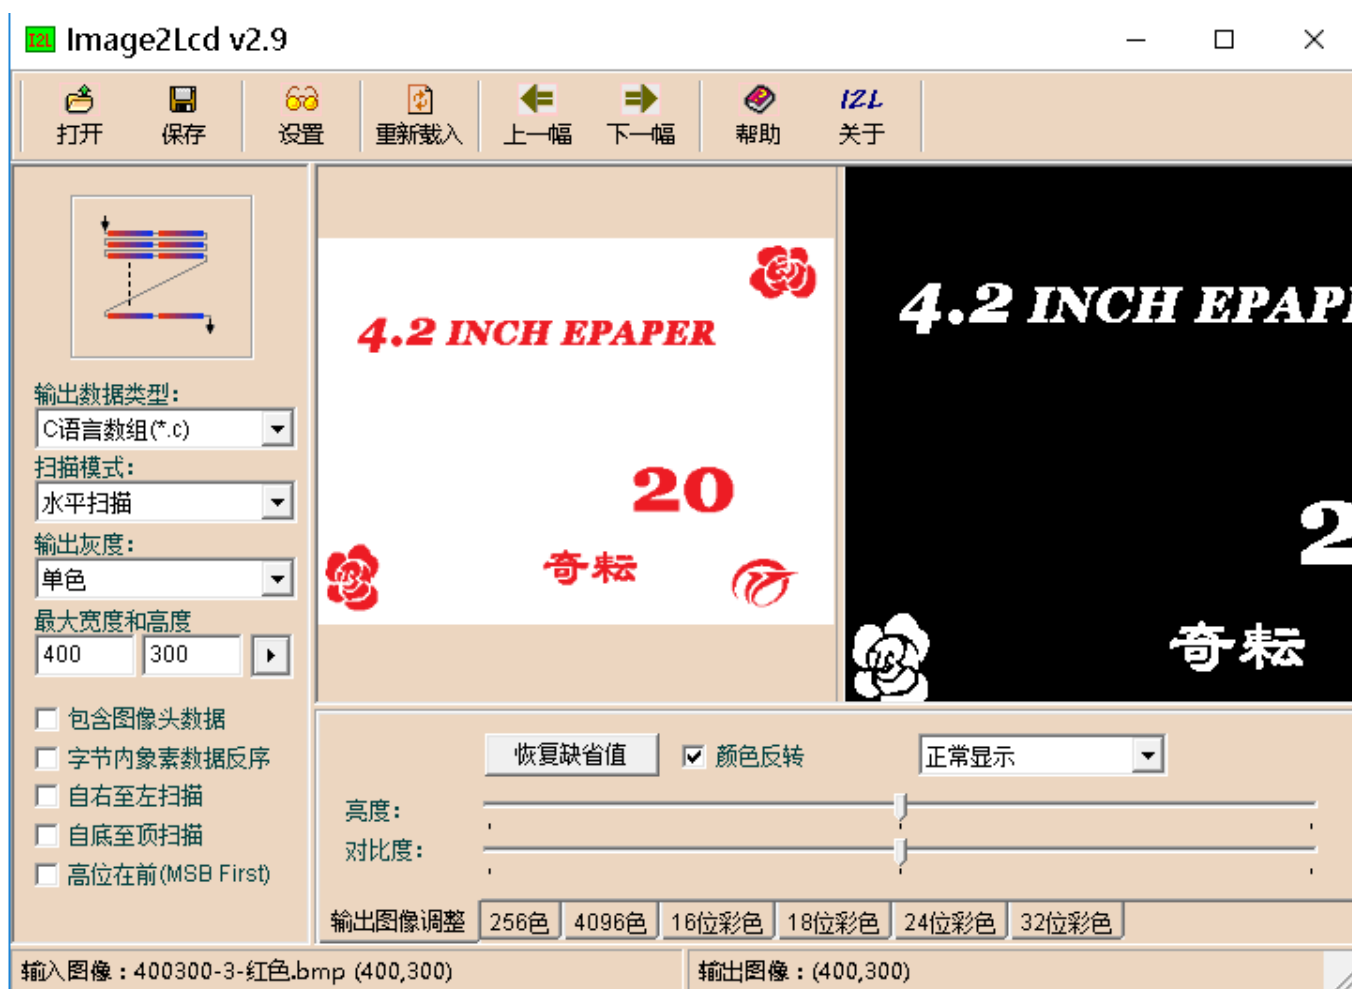 I2L Image2Lcd v2.9
打开 保存 设置 重新载入 上一幅 下一幅 帮助 I2L 关于
4.2 INCH EPAPER
20
奇耘
4.2 INCH EPAP
2
奇耘
输出数据类型:
C语言数组(*.c)
扫描模式:
水平扫描
输出灰度:
单色
最大宽度和高度
400 300
包含图像头数据
字节内象素数据反序
自右至左扫描
自底至顶扫描
高位在前(MSB First)
恢复缺省值 颜色反转 正常显示
亮度:
对比度:
输出图像调整 256色 4096色 16位彩色 18位彩色 24位彩色 32位彩色
输入图像:400300-3-红色.bmp (400,300) 输出图像:(400,300)